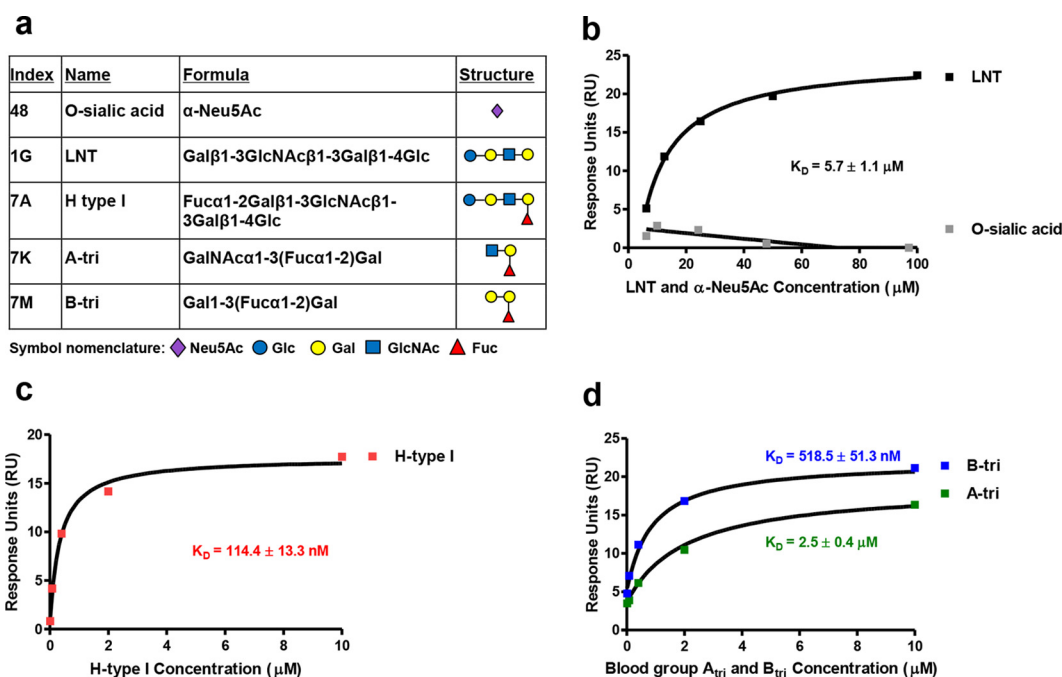 a
Index Name Formula Structure
48 O-sialic acid α-Neu5Ac
1G LNT Galβ1-3GlcNAcβ1-3Galβ1-4Glc
7A H type I Fucα1-2Galβ1-3GlcNAcβ1-
3Galβ1-4Glc
7K A-tri GalNAcα1-3(Fucα1-2)Gal
7M B-tri Gal1-3(Fucα1-2)Gal
Symbol nomenclature: Neu5Ac Glc Gal GlcNAc Fuc
b
Response Units (RU)
25
20
15
10
5
0
0 20 40 60 80 100
LNT and α-Neu5Ac Concentration (μM)
K_D = 5.7 ± 1.1 μM
LNT
O-sialic acid
c
Response Units (RU)
20
15
10
5
0
0 2 4 6 8 10
H-type I Concentration (μM)
K_D = 114.4 ± 13.3 nM
H-type I
d
Response Units (RU)
25
20
15
10
5
0
0 2 4 6 8 10
Blood group A_tri and B_tri Concentration (μM)
K_D = 518.5 ± 51.3 nM
K_D = 2.5 ± 0.4 μM
B-tri
A-tri